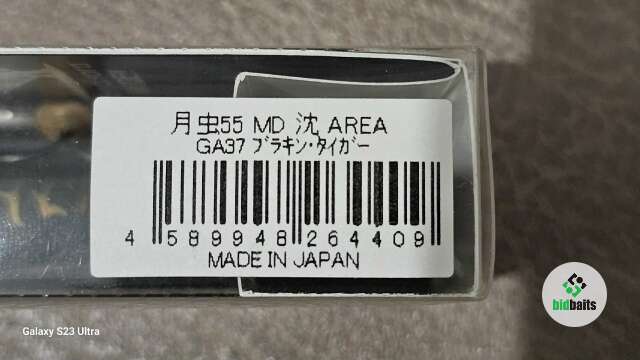 月虫55 MD 沈 AREA
GA37 ブラキン・タイガー
4 589948 264409
MADE IN JAPAN
bidbaits
Galaxy S23 Ultra